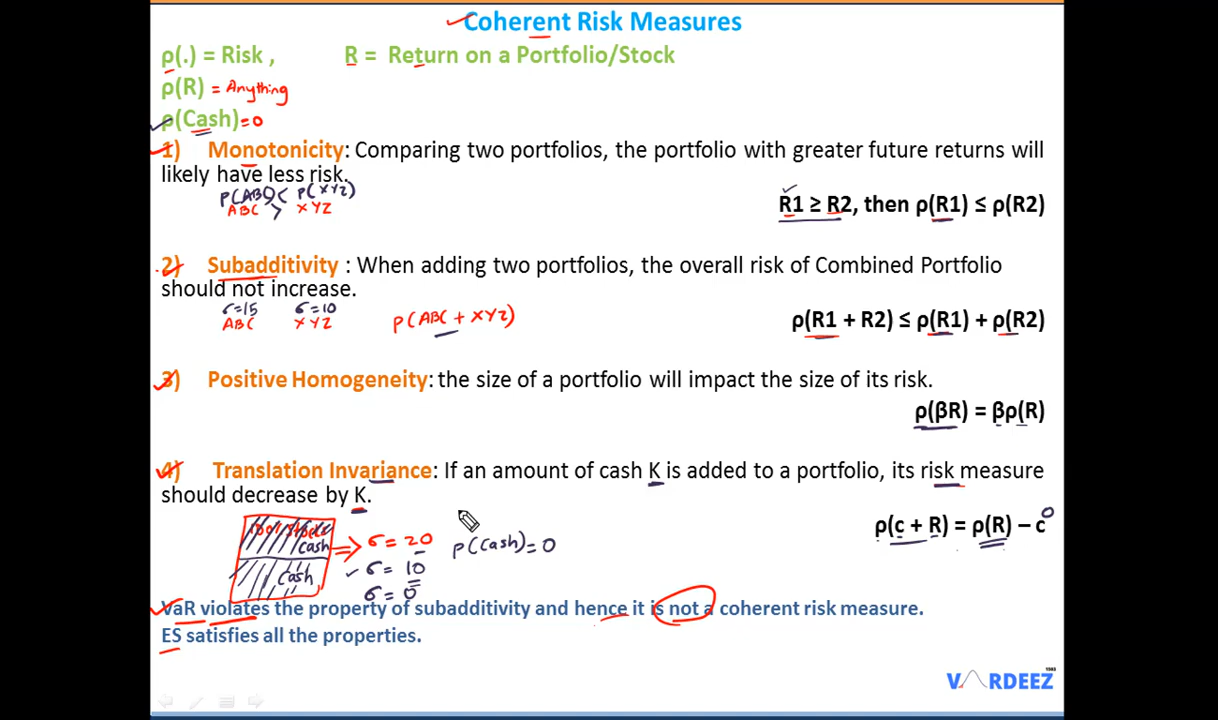 Coherent Risk Measures
ρ(.) = Risk , R = Return on a Portfolio/Stock
ρ(R) = Anything
ρ(Cash) =0
1) Monotonicity: Comparing two portfolios, the portfolio with greater future returns will
likely have less risk.
ρ(ABC) < ρ(XYZ)
ABC > XYZ
R1 ≥ R2, then ρ(R1) ≤ ρ(R2)
2) Subadditivity : When adding two portfolios, the overall risk of Combined Portfolio
should not increase.
σ=15 σ=10
ABC XYZ ρ(ABC + XYZ)
ρ(R1 + R2) ≤ ρ(R1) + ρ(R2)
3) Positive Homogeneity: the size of a portfolio will impact the size of its risk.
ρ(βR) = βρ(R)
4) Translation Invariance: If an amount of cash K is added to a portfolio, its risk measure
should decrease by K.
ρ(c + R) = ρ(R) – c 0
cash σ = 20 ρ(cash)=0
cash σ = 10
σ = 0
VaR violates the property of subadditivity and hence it is not a coherent risk measure.
ES satisfies all the properties.
VARDEEZ